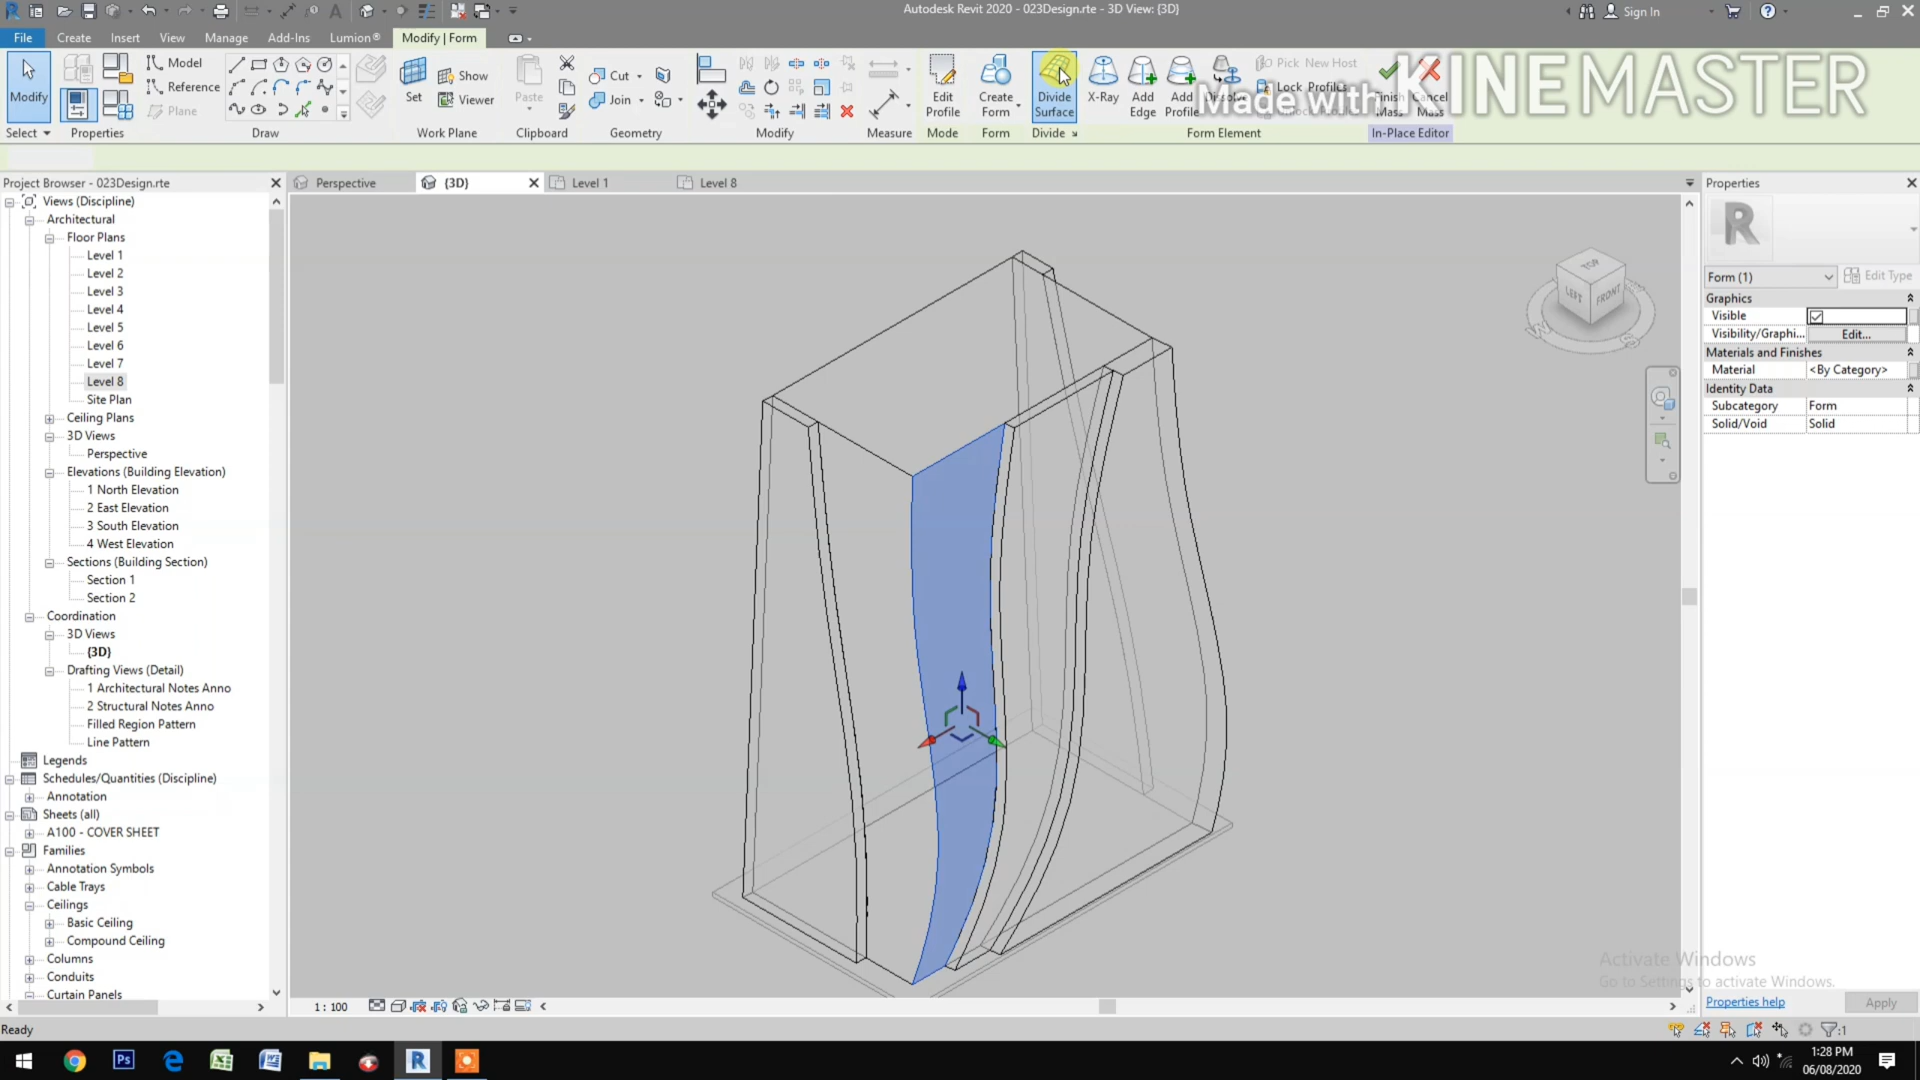 Autodesk Revit 2020 - 023Design.rte - 3D View: {3D}
Sign In
File Create Insert View Manage Add-Ins Lumion® Modify | Form
Modify
Select
Properties
Model
Reference
Plane
Draw
Set
Show
Viewer
Work Plane
Paste
Clipboard
Cut
Join
Geometry
Modify
Measure
Edit Profile
Mode
Create Form
Form
Divide Surface
Divide
X-Ray
Add Edge
Add Profile
Form Element
Pick New Host
Lock Profiles
Finish Mass
Cancel Mass
In-Place Editor
Made with KINEMASTER
Project Browser - 023Design.rte
Perspective
{3D}
Level 1
Level 8
Views (Discipline)
Architectural
Floor Plans
Level 1
Level 2
Level 3
Level 4
Level 5
Level 6
Level 7
Level 8
Site Plan
Ceiling Plans
3D Views
Perspective
Elevations (Building Elevation)
1 North Elevation
2 East Elevation
3 South Elevation
4 West Elevation
Sections (Building Section)
Section 1
Section 2
Coordination
3D Views
{3D}
Drafting Views (Detail)
1 Architectural Notes Anno
2 Structural Notes Anno
Filled Region Pattern
Line Pattern
Legends
Schedules/Quantities (Discipline)
Annotation
Sheets (all)
A100 - COVER SHEET
Families
Annotation Symbols
Cable Trays
Ceilings
Basic Ceiling
Compound Ceiling
Columns
Conduits
Curtain Panels
TOP
LEFT
FRONT
W
S
Properties
R
Form (1)
Edit Type
Graphics
Visible
Visibility/Graphi... Edit...
Materials and Finishes
Material <By Category>
Identity Data
Subcategory Form
Solid/Void Solid
Activate Windows
Go to Settings to activate Windows.
Properties help
Apply
1 : 100
Ready
:1
1:28 PM
06/08/2020